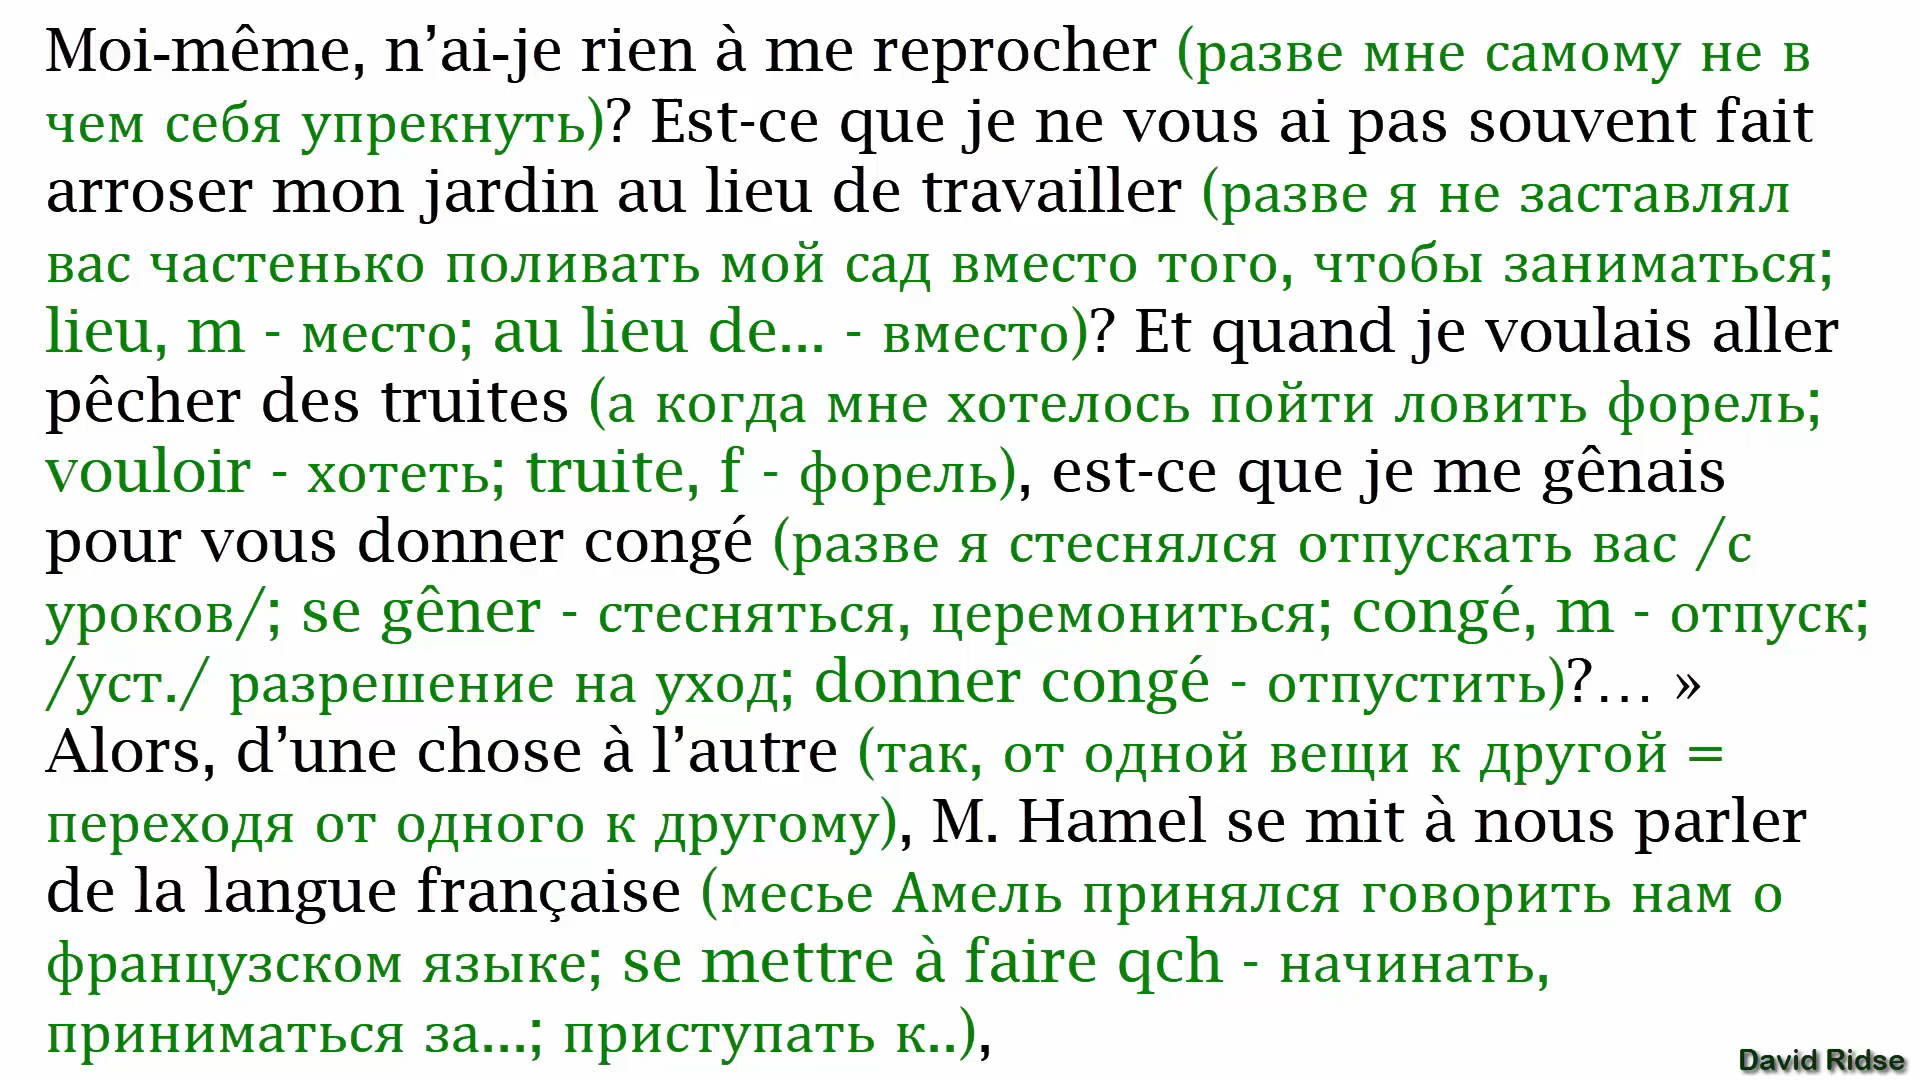 Moi-même, n’ai-je rien à me reprocher (разве мне самому не в
чем себя упрекнуть)? Est-ce que je ne vous ai pas souvent fait
arroser mon jardin au lieu de travailler (разве я не заставлял
вас частенько поливать мой сад вместо того, чтобы заниматься;
lieu, m - место; au lieu de... - вместо)? Et quand je voulais aller
pêcher des truites (а когда мне хотелось пойти ловить форель;
vouloir - хотеть; truite, f - форель), est-ce que je me gênais
pour vous donner congé (разве я стеснялся отпускать вас /с
уроков/; se gêner - стесняться, церемониться; congé, m - отпуск;
/уст./ разрешение на уход; donner congé - отпустить)?… »
Alors, d’une chose à l’autre (так, от одной вещи к другой =
переходя от одного к другому), M. Hamel se mit à nous parler
de la langue française (месье Амель принялся говорить нам о
французском языке; se mettre à faire qch - начинать,
приниматься за...; приступать к..),
David Ridse